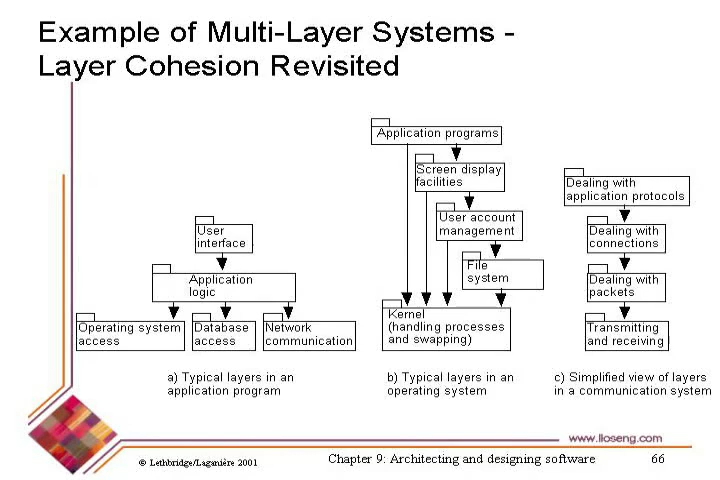 Example of Multi-Layer Systems -
Layer Cohesion Revisited
User
interface
Application
logic
Operating system
access
Database
access
Network
communication
a) Typical layers in an
application program
Application programs
Screen display
facilities
User account
management
File
system
Kernel
(handling processes
and swapping)
b) Typical layers in an
operating system
Dealing with
application protocols
Dealing with
connections
Dealing with
packets
Transmitting
and receiving
c) Simplified view of layers
in a communication system
www.lloseng.com
© Lethbridge/Laganière 2001
Chapter 9: Architecting and designing software
66